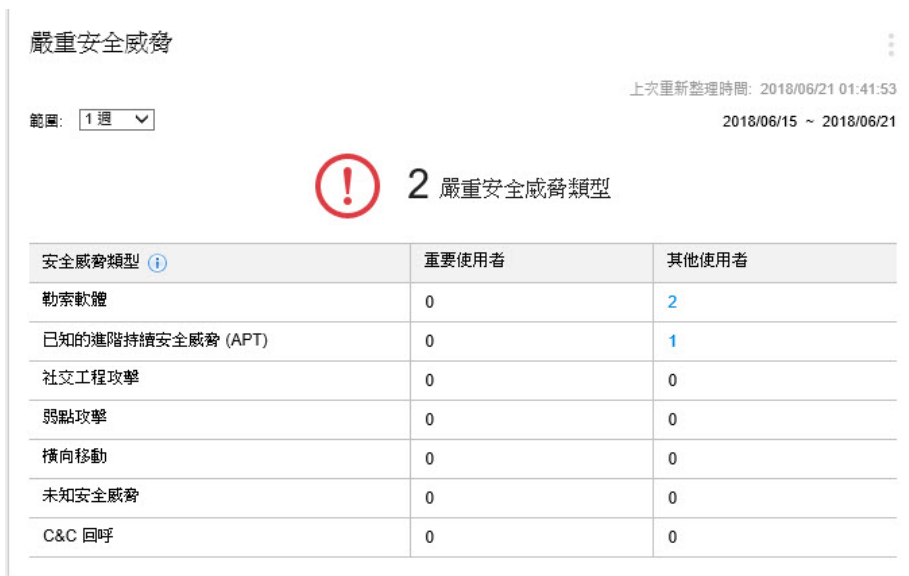 嚴重安全威脅
上次重新整理時間: 2018/06/21 01:41:53
範圍: 1 週 2018/06/15 ~ 2018/06/21
2 嚴重安全威脅類型
安全威脅類型 重要使用者 其他使用者
勒索軟體 0 2
已知的進階持續安全威脅 (APT) 0 1
社交工程攻擊 0 0
弱點攻擊 0 0
橫向移動 0 0
未知安全威脅 0 0
C&C 回呼 0 0